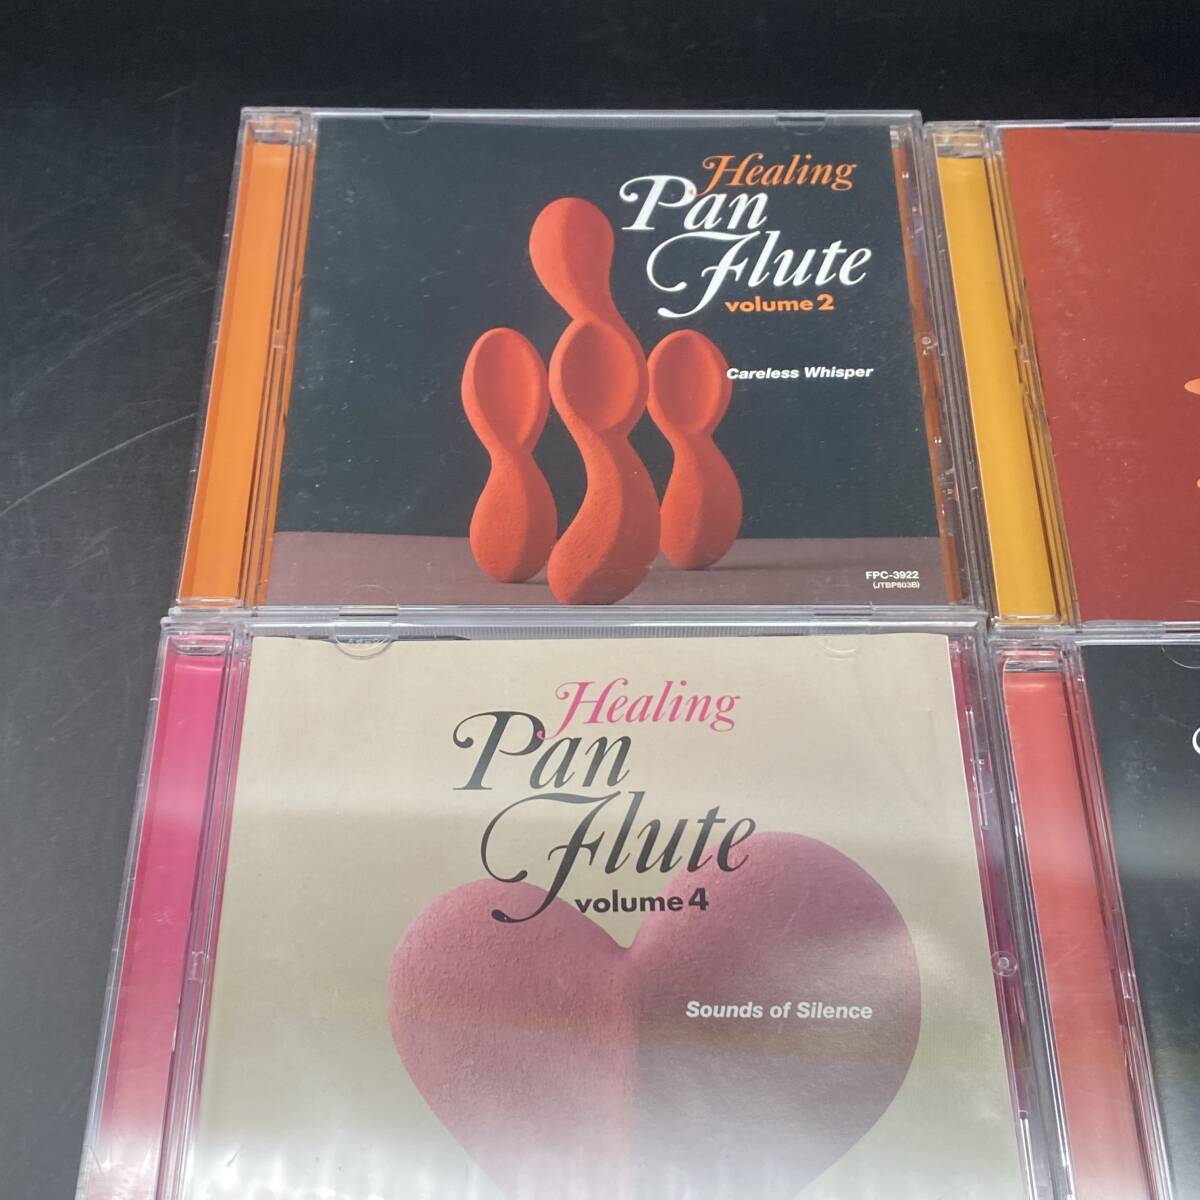 Healing
Pan
Flute
volume 2
Careless Whisper
FPC-3922
(JTBP803B)
Healing
Pan
Flute
volume 4
Sounds of Silence